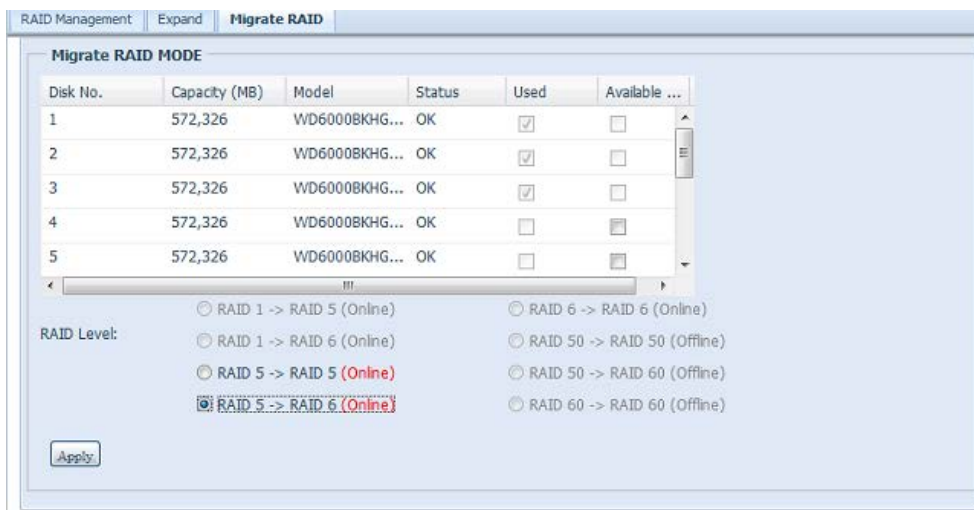 RAID Management Expand Migrate RAID
Migrate RAID MODE
Disk No. Capacity (MB) Model Status Used Available ...
1 572,326 WD6000BKHG... OK
2 572,326 WD6000BKHG... OK
3 572,326 WD6000BKHG... OK
4 572,326 WD6000BKHG... OK
5 572,326 WD6000BKHG... OK
RAID Level:
RAID 1 -> RAID 5 (Online) RAID 6 -> RAID 6 (Online)
RAID 1 -> RAID 6 (Online) RAID 50 -> RAID 50 (Offline)
RAID 5 -> RAID 5 (Online) RAID 50 -> RAID 60 (Offline)
RAID 5 -> RAID 6 (Online) RAID 60 -> RAID 60 (Offline)
Apply